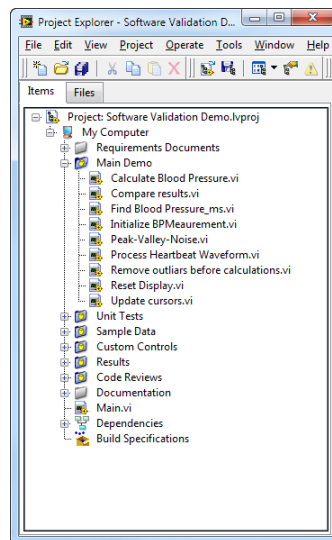 Project Explorer - Software Validation D...
File Edit View Project Operate Tools Window Help
Items Files
Project: Software Validation Demo.lvproj
My Computer
Requirements Documents
Main Demo
Calculate Blood Pressure.vi
Compare results.vi
Find Blood Pressure_ms.vi
Initialize BPMeaurement.vi
Peak-Valley-Noise.vi
Process Heartbeat Waveform.vi
Remove outliars before calculations.vi
Reset Display.vi
Update cursors.vi
Unit Tests
Sample Data
Custom Controls
Results
Code Reviews
Documentation
Main.vi
Dependencies
Build Specifications